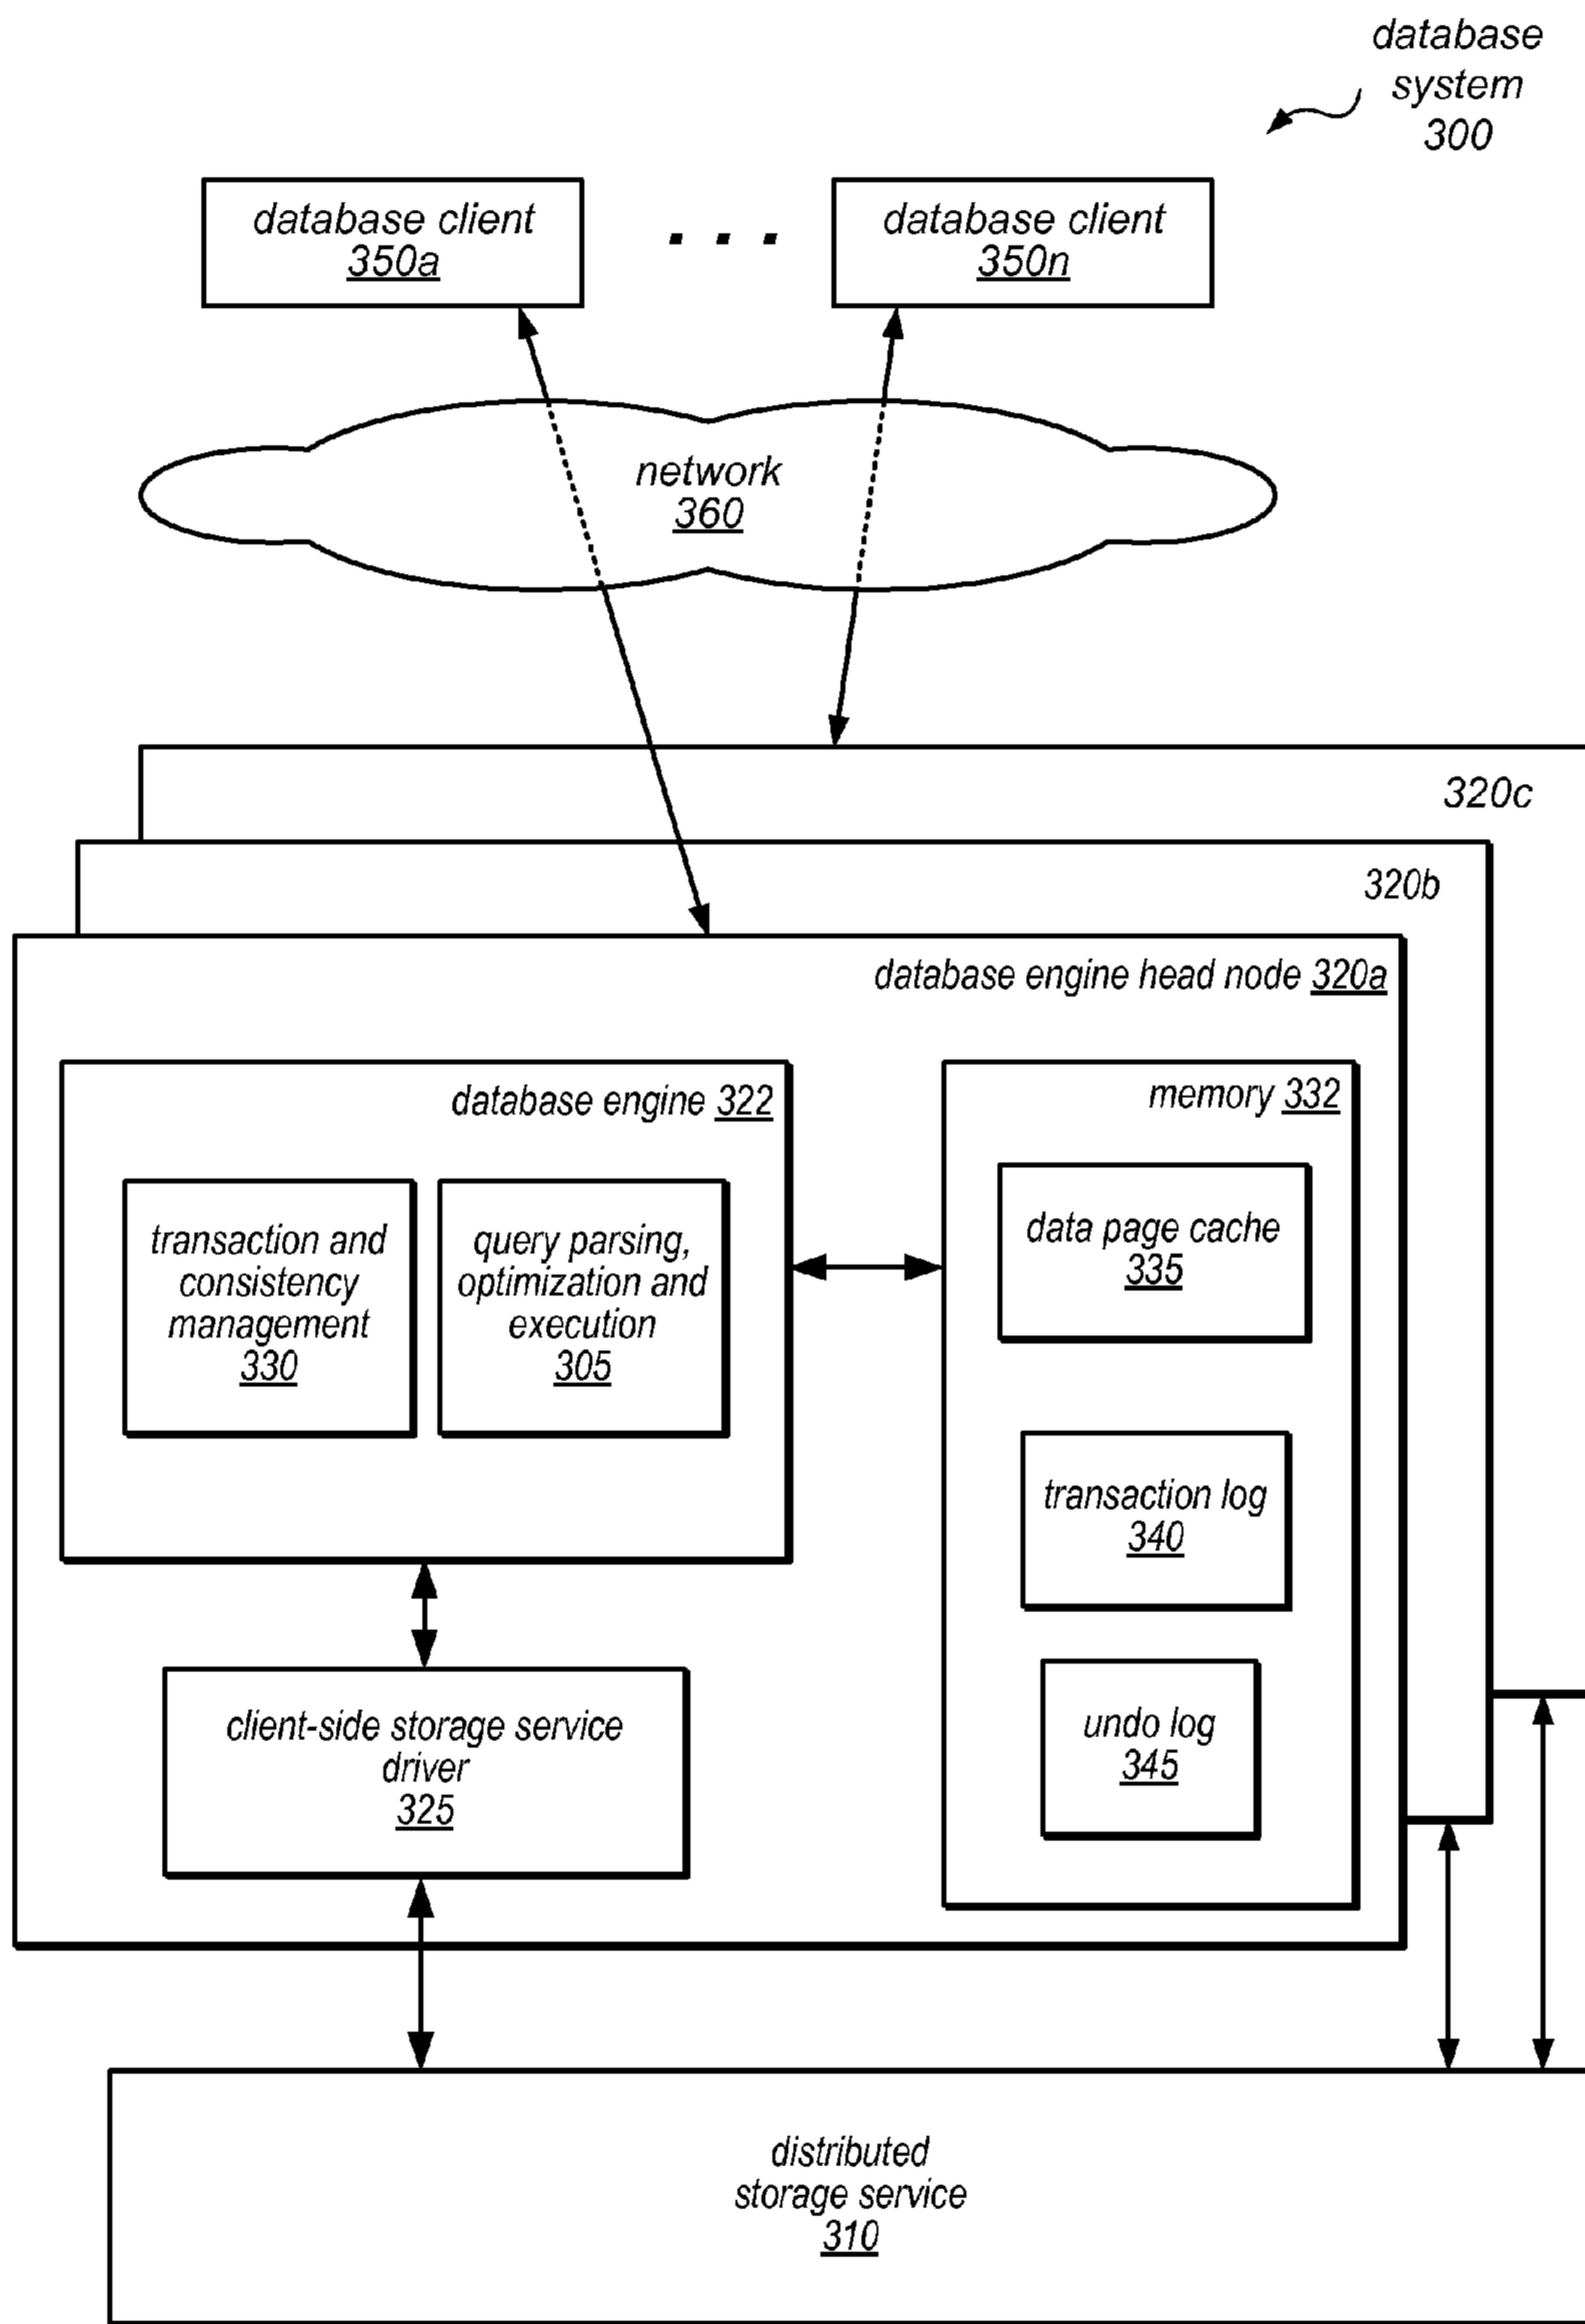 database
system
300
database client
350a
. . .
database client
350n
network
360
320c
320b
database engine head node 320a
database engine 322
memory 332
transaction and
consistency
management
330
query parsing,
optimization and
execution
305
data page cache
335
transaction log
340
undo log
345
client-side storage service
driver
325
distributed
storage service
310